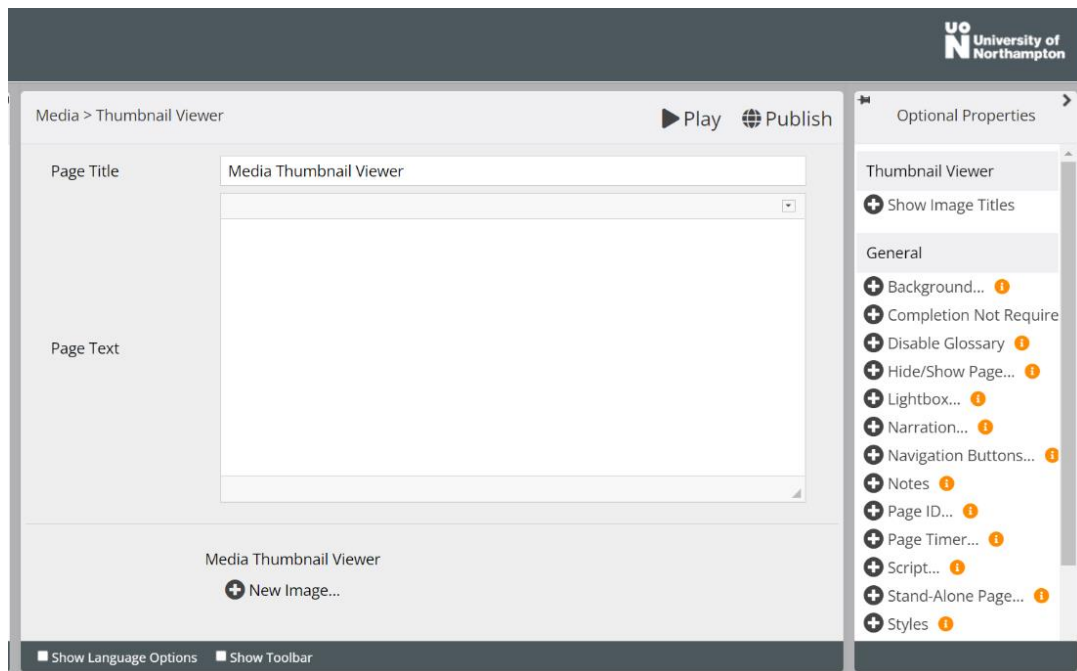 UON University of
Northampton
Media > Thumbnail Viewer
Play
Publish
Page Title
Media Thumbnail Viewer
Page Text
Media Thumbnail Viewer
New Image...
Show Language Options
Show Toolbar
Optional Properties
Thumbnail Viewer
Show Image Titles
General
Background...
Completion Not Require
Disable Glossary
Hide/Show Page...
Lightbox...
Narration...
Navigation Buttons...
Notes
Page ID...
Page Timer...
Script...
Stand-Alone Page...
Styles